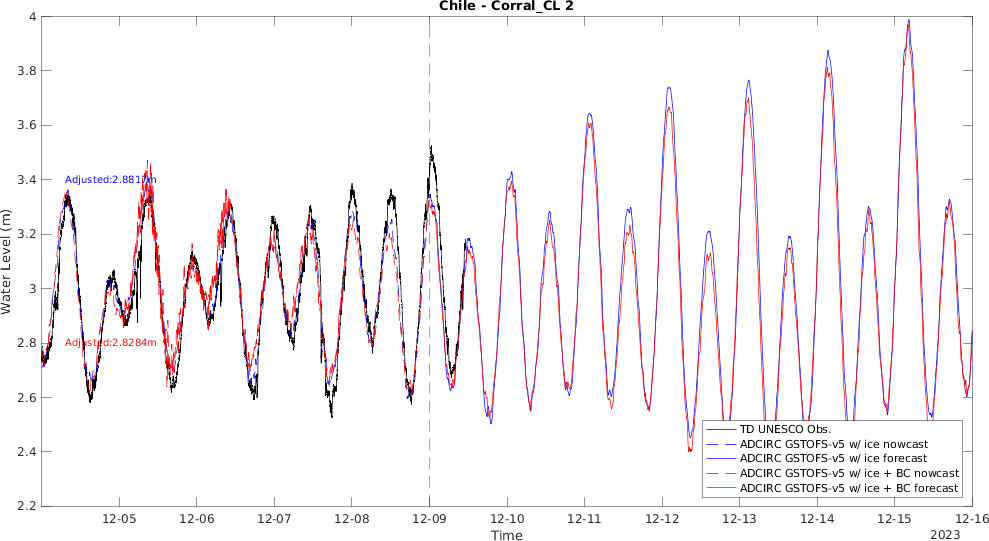 Chile - Corral_CL 2
4
3.8
3.6
3.4
3.2
3
2.8
2.6
2.4
2.2
Water Level (m)
Adjusted:2.8817m
Adjusted:2.8284m
TD UNESCO Obs.
ADCIRC GSTOFS-v5 w/ ice nowcast
ADCIRC GSTOFS-v5 w/ ice forecast
ADCIRC GSTOFS-v5 w/ ice + BC nowcast
ADCIRC GSTOFS-v5 w/ ice + BC forecast
12-05 12-06 12-07 12-08 12-09 12-10 12-11 12-12 12-13 12-14 12-15 12-16
Time
2023